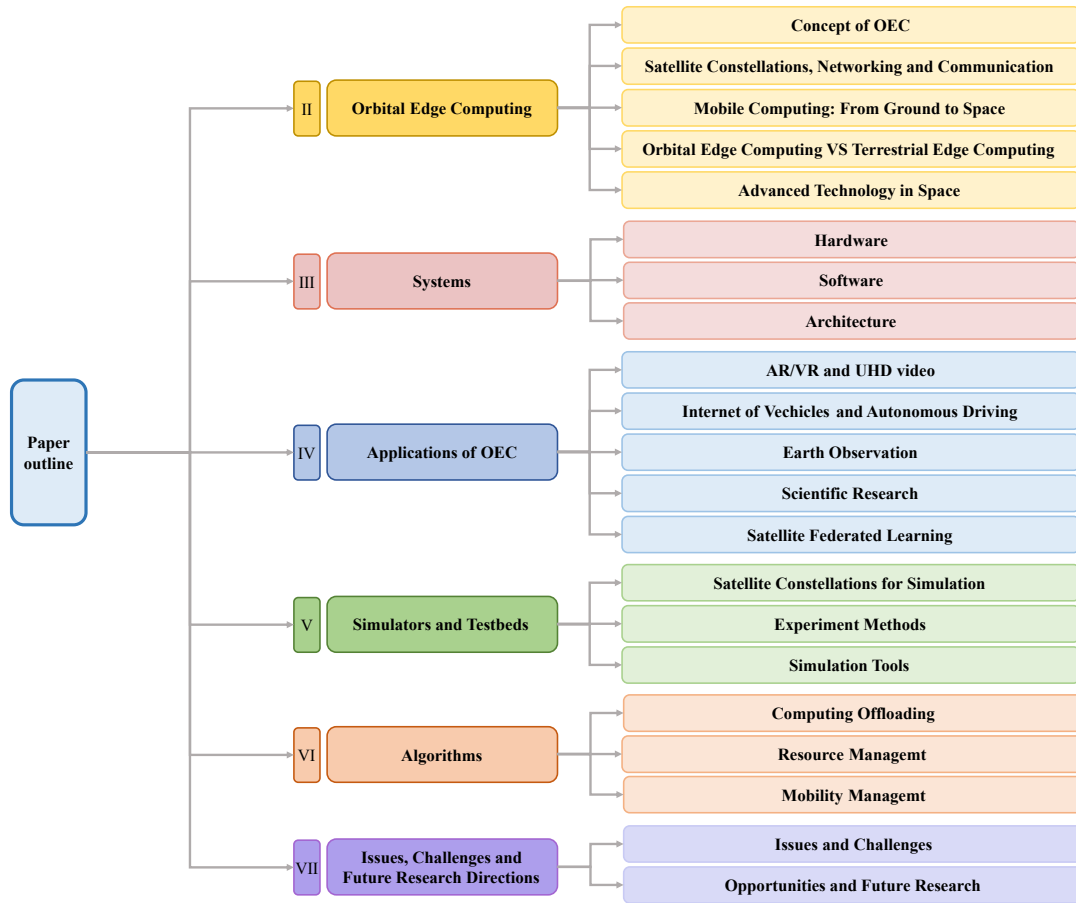 Paper
outline
II
Orbital Edge Computing
Concept of OEC
Satellite Constellations, Networking and Communication
Mobile Computing: From Ground to Space
Orbital Edge Computing VS Terrestrial Edge Computing
Advanced Technology in Space
III
Systems
Hardware
Software
Architecture
IV
Applications of OEC
AR/VR and UHD video
Internet of Vechicles and Autonomous Driving
Earth Observation
Scientific Research
Satellite Federated Learning
V
Simulators and Testbeds
Satellite Constellations for Simulation
Experiment Methods
Simulation Tools
VI
Algorithms
Computing Offloading
Resource Managemt
Mobility Managemt
VII
Issues, Challenges and
Future Research Directions
Issues and Challenges
Opportunities and Future Research